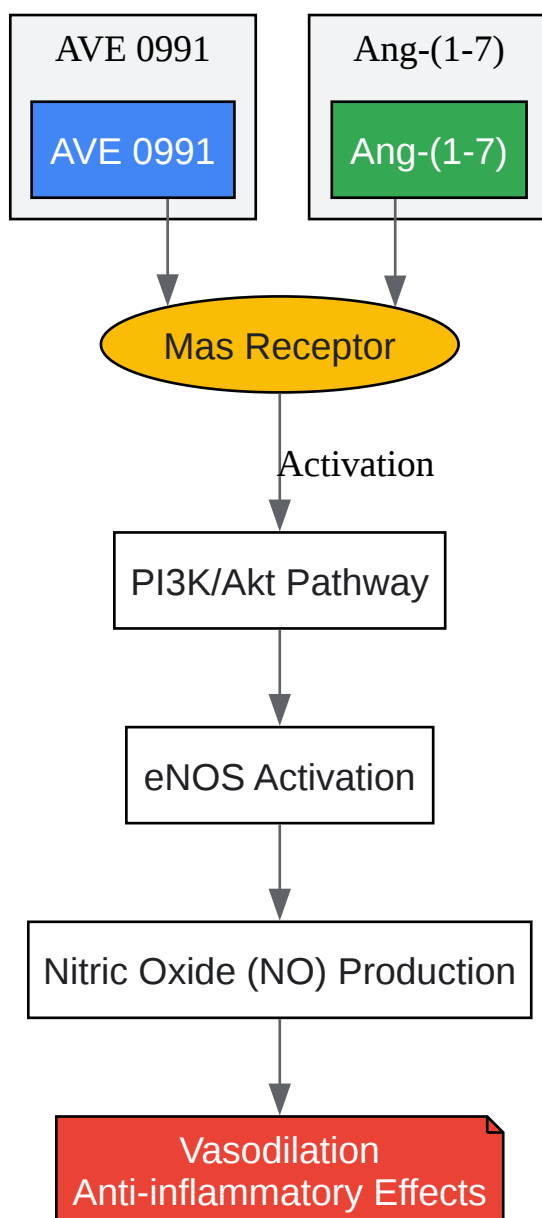 AVE 0991
Ang-(1-7)
AVE 0991
Ang-(1-7)
Mas Receptor
Activation
PI3K/Akt Pathway
eNOS Activation
Nitric Oxide (NO) Production
Vasodilation
Anti-inflammatory Effects